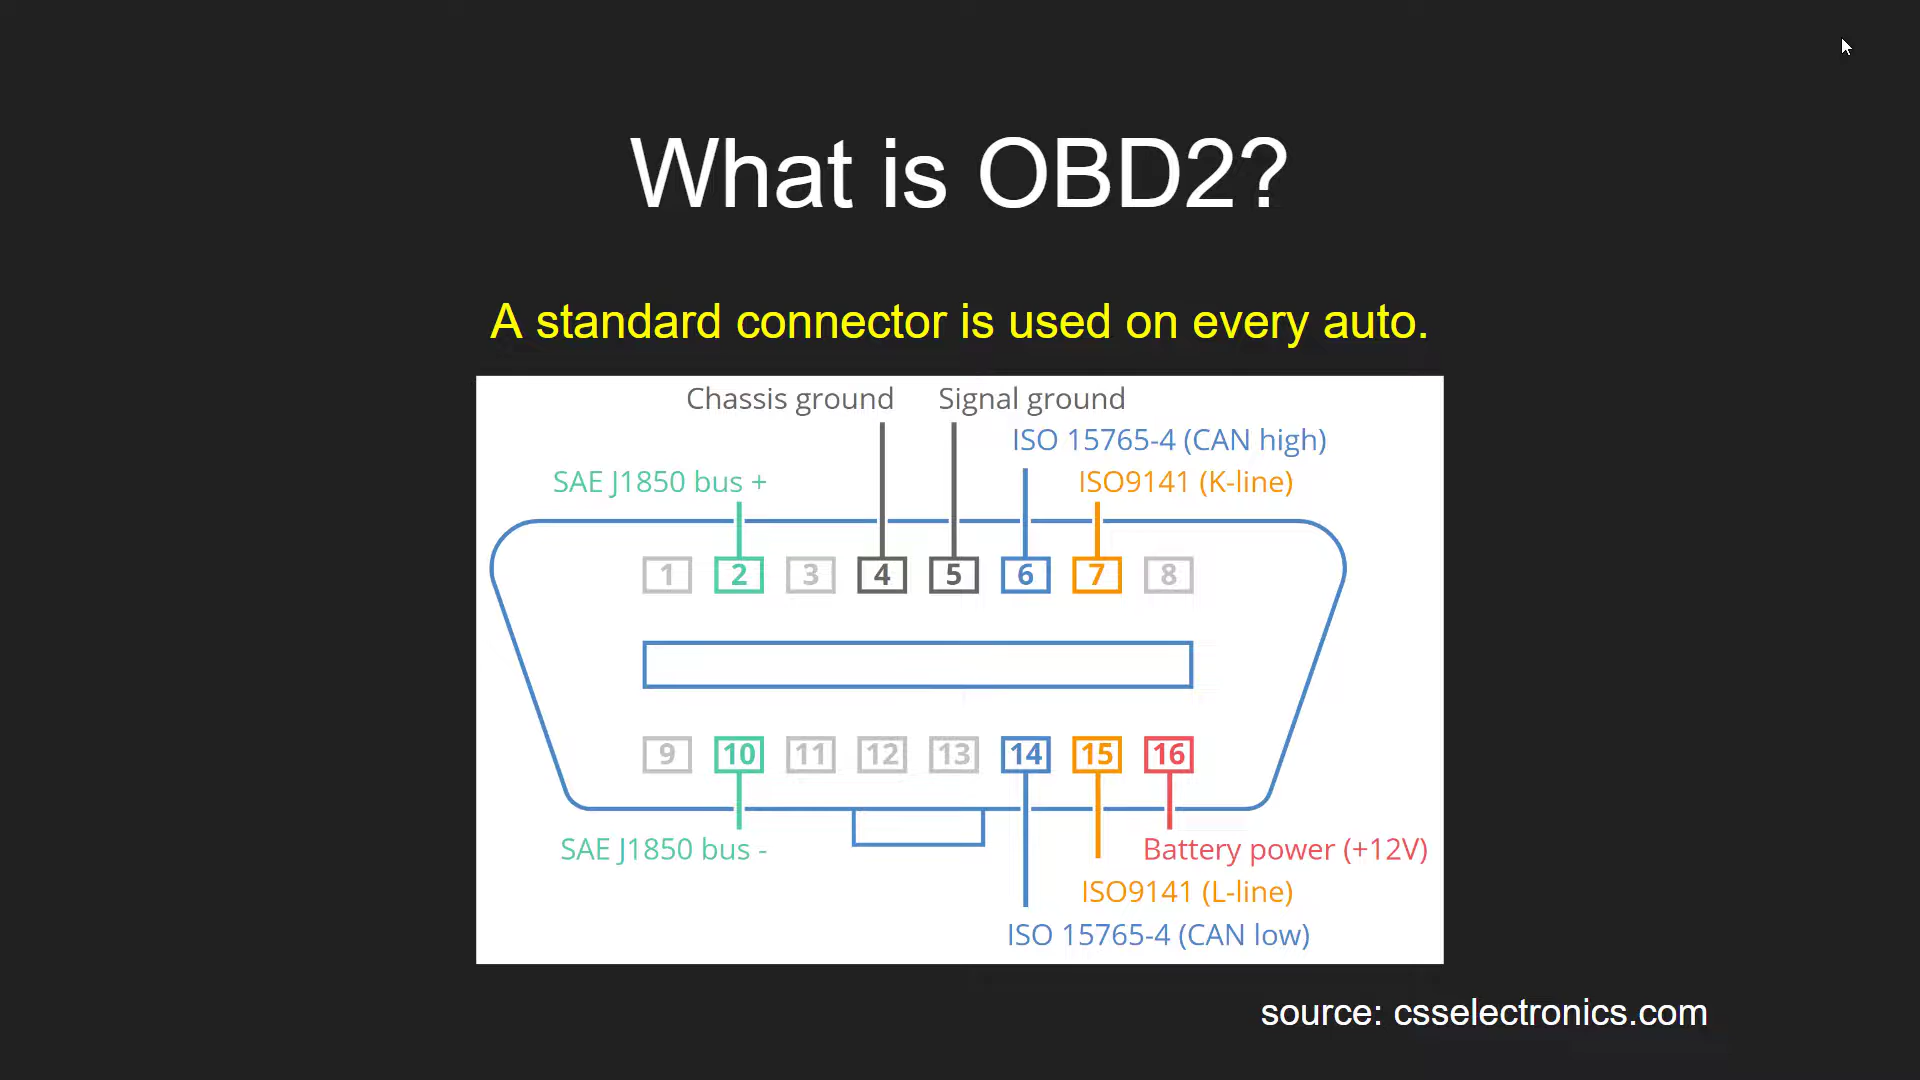 What is OBD2?
A standard connector is used on every auto.
Chassis ground Signal ground
ISO 15765-4 (CAN high)
SAE J1850 bus + ISO9141 (K-line)
1 2 3 4 5 6 7 8
9 10 11 12 13 14 15 16
SAE J1850 bus - Battery power (+12V)
ISO9141 (L-line)
ISO 15765-4 (CAN low)
source: csselectronics.com